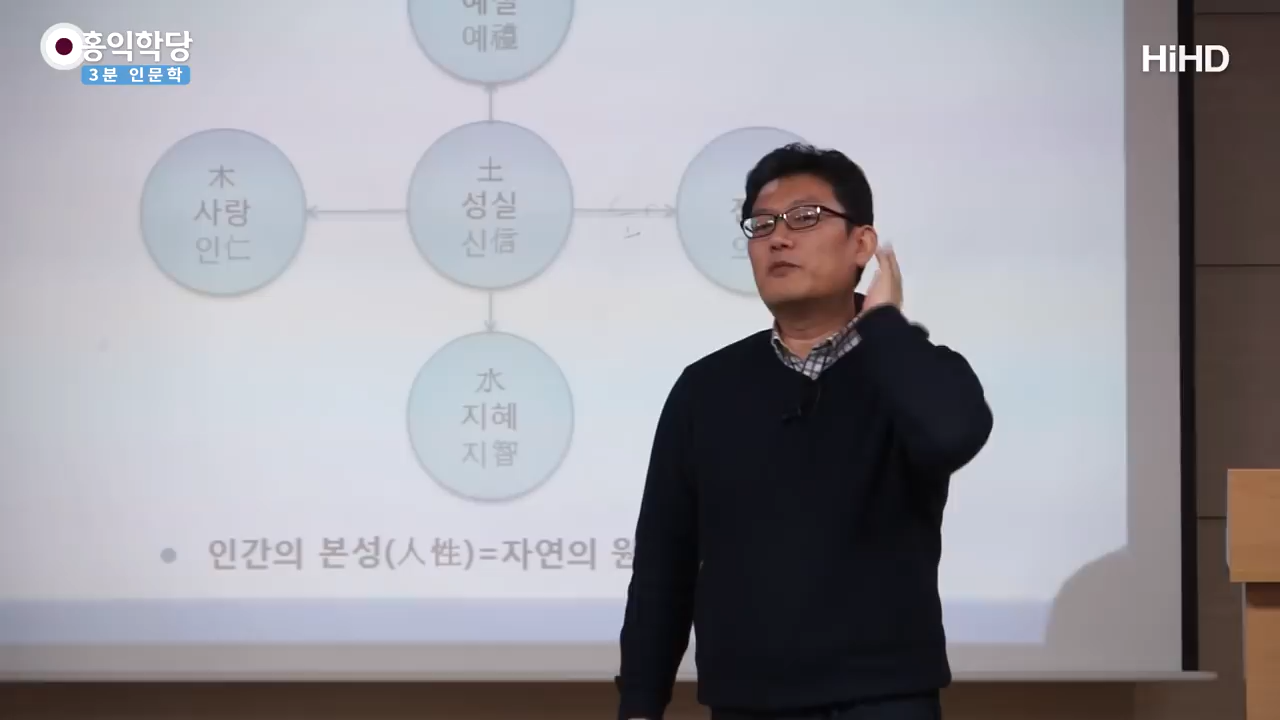 홍익학당
3분 인문학
HiHD
예절
예禮
木
사랑
인仁
土
성실
신信
水
지혜
지智
인간의 본성(人性)=자연의 원